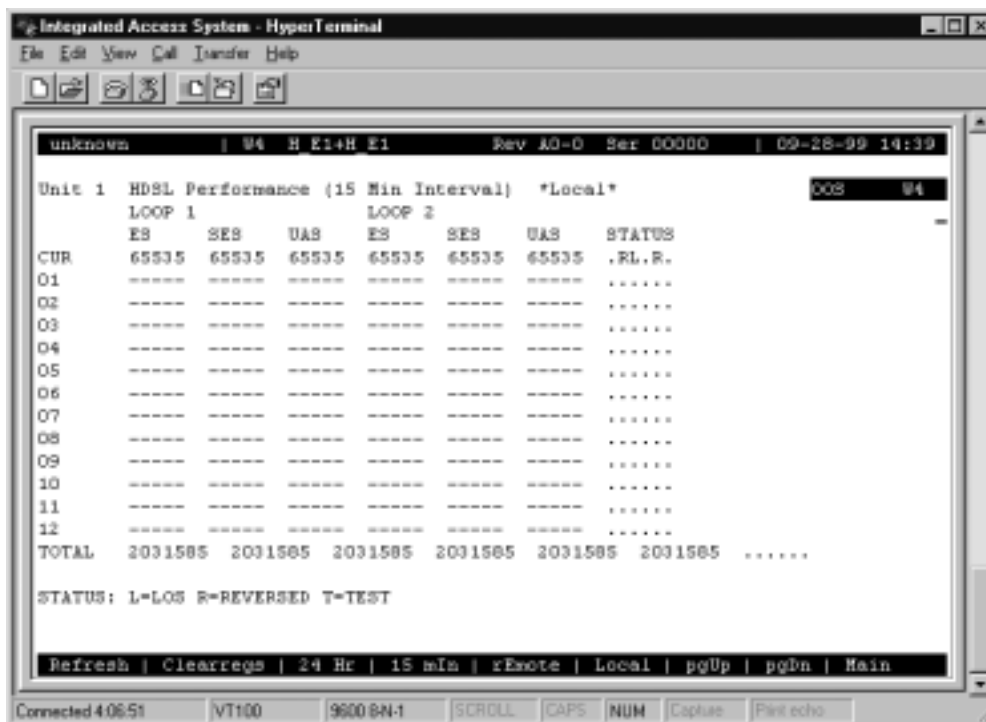 Integrated Access System - HyperTerminal
File Edit View Call Transfer Help
unknown | W4 H_E1+H_E1 Rev A0-0 Ser 00000 | 09-28-99 14:39
Unit 1 HDSL Performance (15 Min Interval) *Local* OOS W4
LOOP 1 LOOP 2
ES SES UAS ES SES UAS STATUS
CUR 65535 65535 65535 65535 65535 65535 .RL.R.
01 ----- ----- ----- ----- ----- ----- ......
02 ----- ----- ----- ----- ----- ----- ......
03 ----- ----- ----- ----- ----- ----- ......
04 ----- ----- ----- ----- ----- ----- ......
05 ----- ----- ----- ----- ----- ----- ......
06 ----- ----- ----- ----- ----- ----- ......
07 ----- ----- ----- ----- ----- ----- ......
08 ----- ----- ----- ----- ----- ----- ......
09 ----- ----- ----- ----- ----- ----- ......
10 ----- ----- ----- ----- ----- ----- ......
11 ----- ----- ----- ----- ----- ----- ......
12 ----- ----- ----- ----- ----- ----- ......
TOTAL 2031585 2031585 2031585 2031585 2031585 2031585 ......
STATUS: L=LOS R=REVERSED T=TEST
Refresh | Clearregs | 24 Hr | 15 mIn | rEmote | Local | pgUp | pgDn | Main
Connected 4:06:51 VT100 9600 8-N-1 SCROLL CAPS NUM Capture Print echo